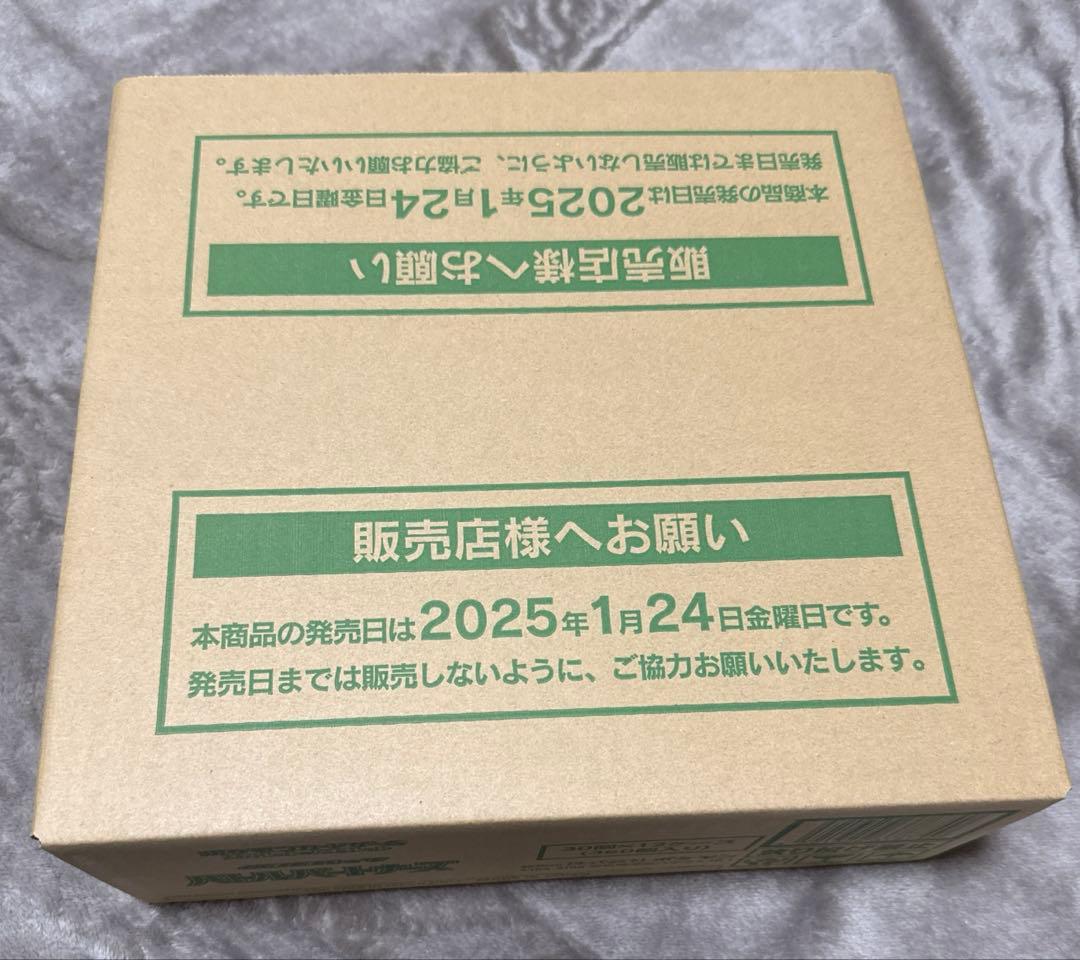 販売店様へお願い
本商品の発売日は2025年1月24日金曜日です。
発売日までは販売しないように、ご協力お願いいたします。
販売店様へお願い
本商品の発売日は2025年1月24日金曜日です。
発売日までは販売しないように、ご協力お願いいたします。